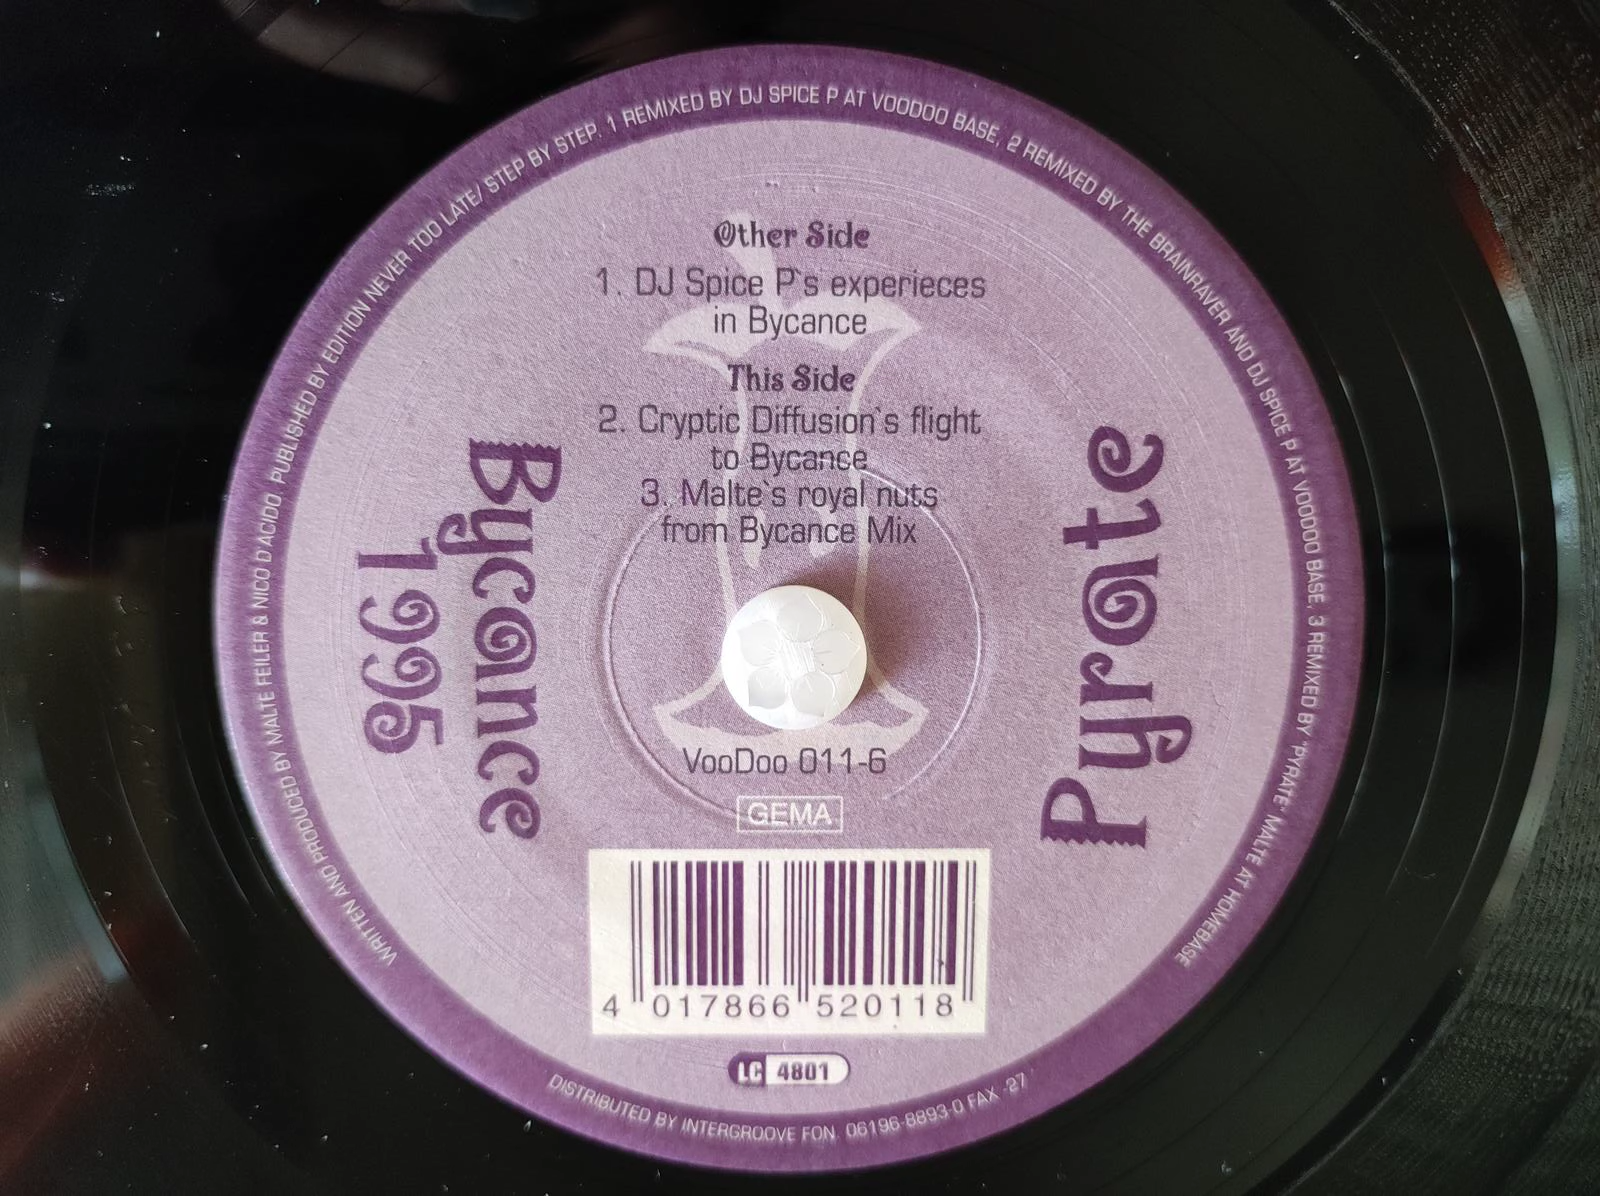 WRITTEN AND PRODUCED BY MALTE FEILER & NICO D'ACIDO. PUBLISHED BY EDITION NEVER TOO LATE/ STEP BY STEP. 1 REMIXED BY DJ SPICE P AT VOODOO BASE, 2 REMIXED BY THE BRAINRAVER AND DJ SPICE P AT VOODOO BASE, 3 REMIXED BY "PYRATE" MALTE AT HOMEBASE
Other Side
1. DJ Spice P`s experieces
in Bycance
This Side
2. Cryptic Diffusion`s flight
to Bycance
3. Malte`s royal nuts
from Bycance Mix
Bycance
1995
Pyrate
VooDoo 011-6
GEMA
4 017866 520118
LC 4801
DISTRIBUTED BY INTERGROOVE FON. 06196-8893-0 FAX -27